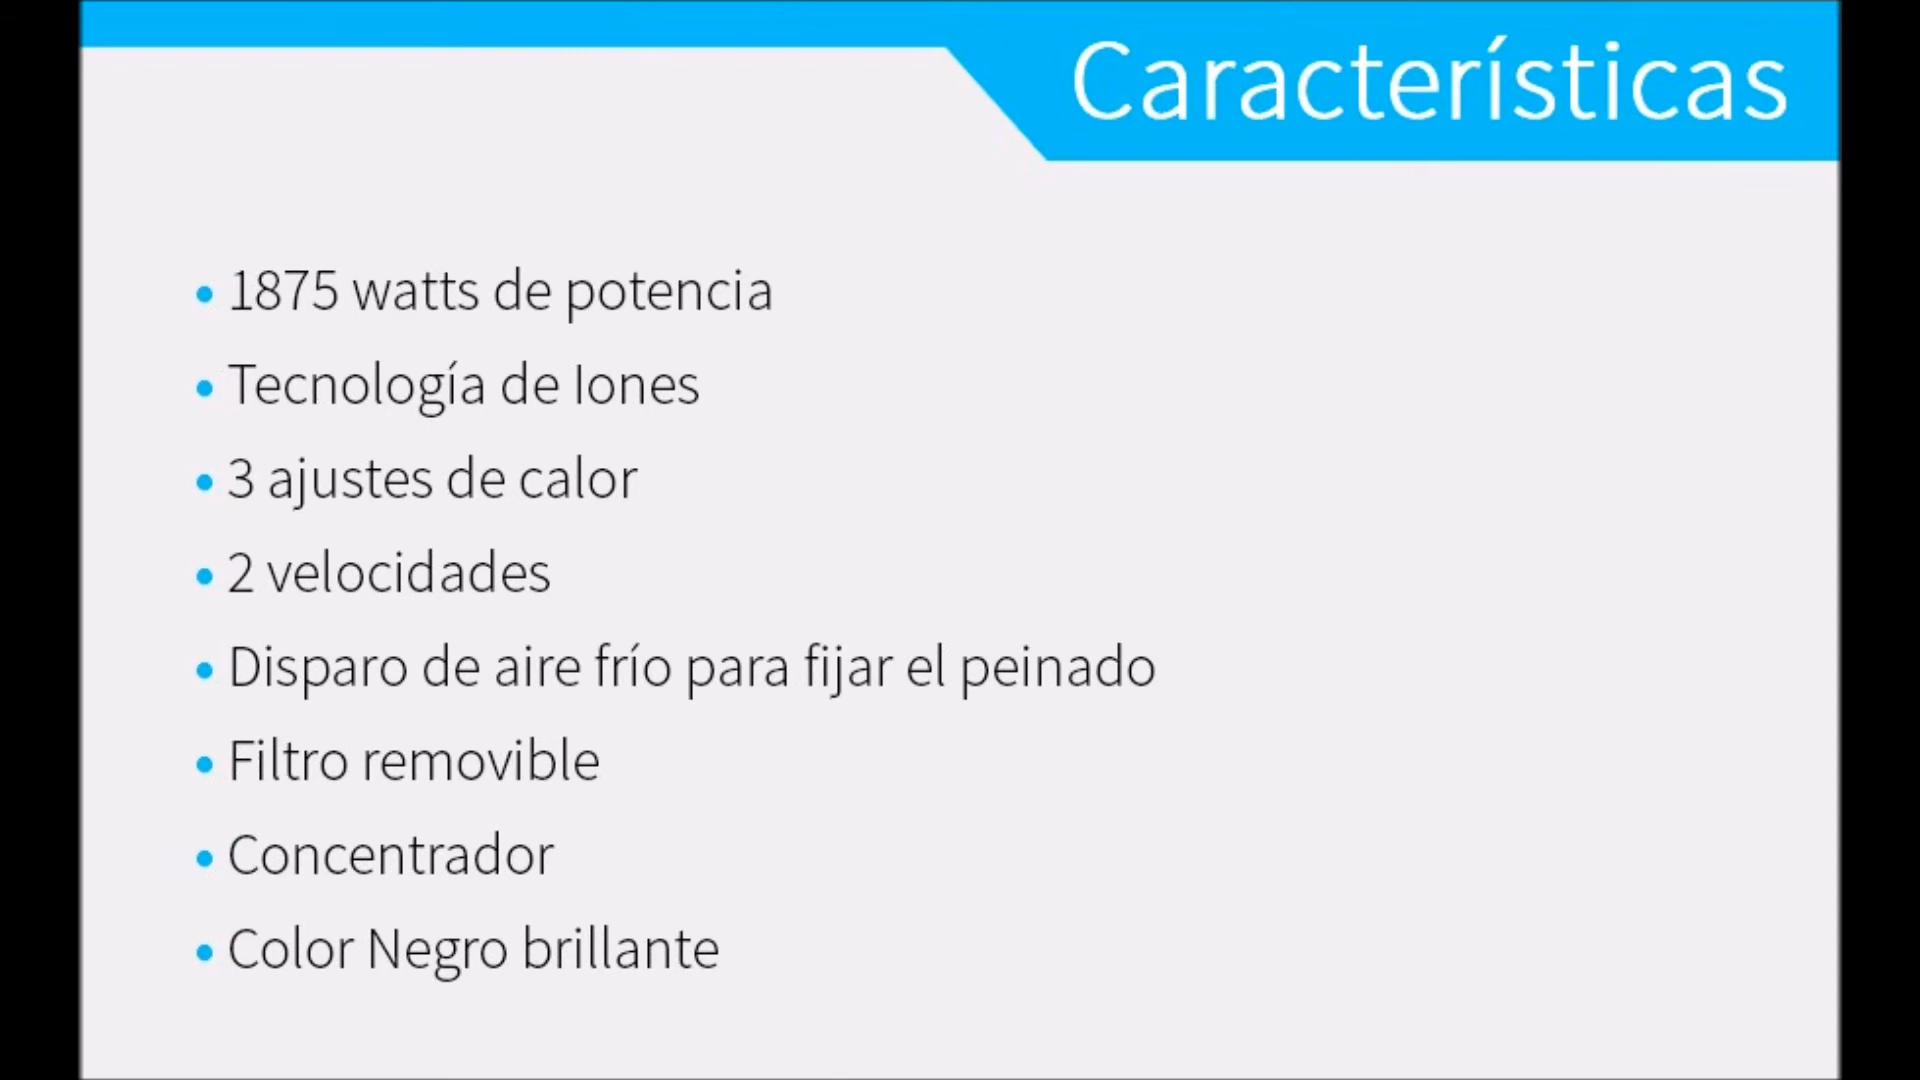 Características
• 1875 watts de potencia
• Tecnología de Iones
• 3 ajustes de calor
• 2 velocidades
• Disparo de aire frío para fijar el peinado
• Filtro removible
• Concentrador
• Color Negro brillante